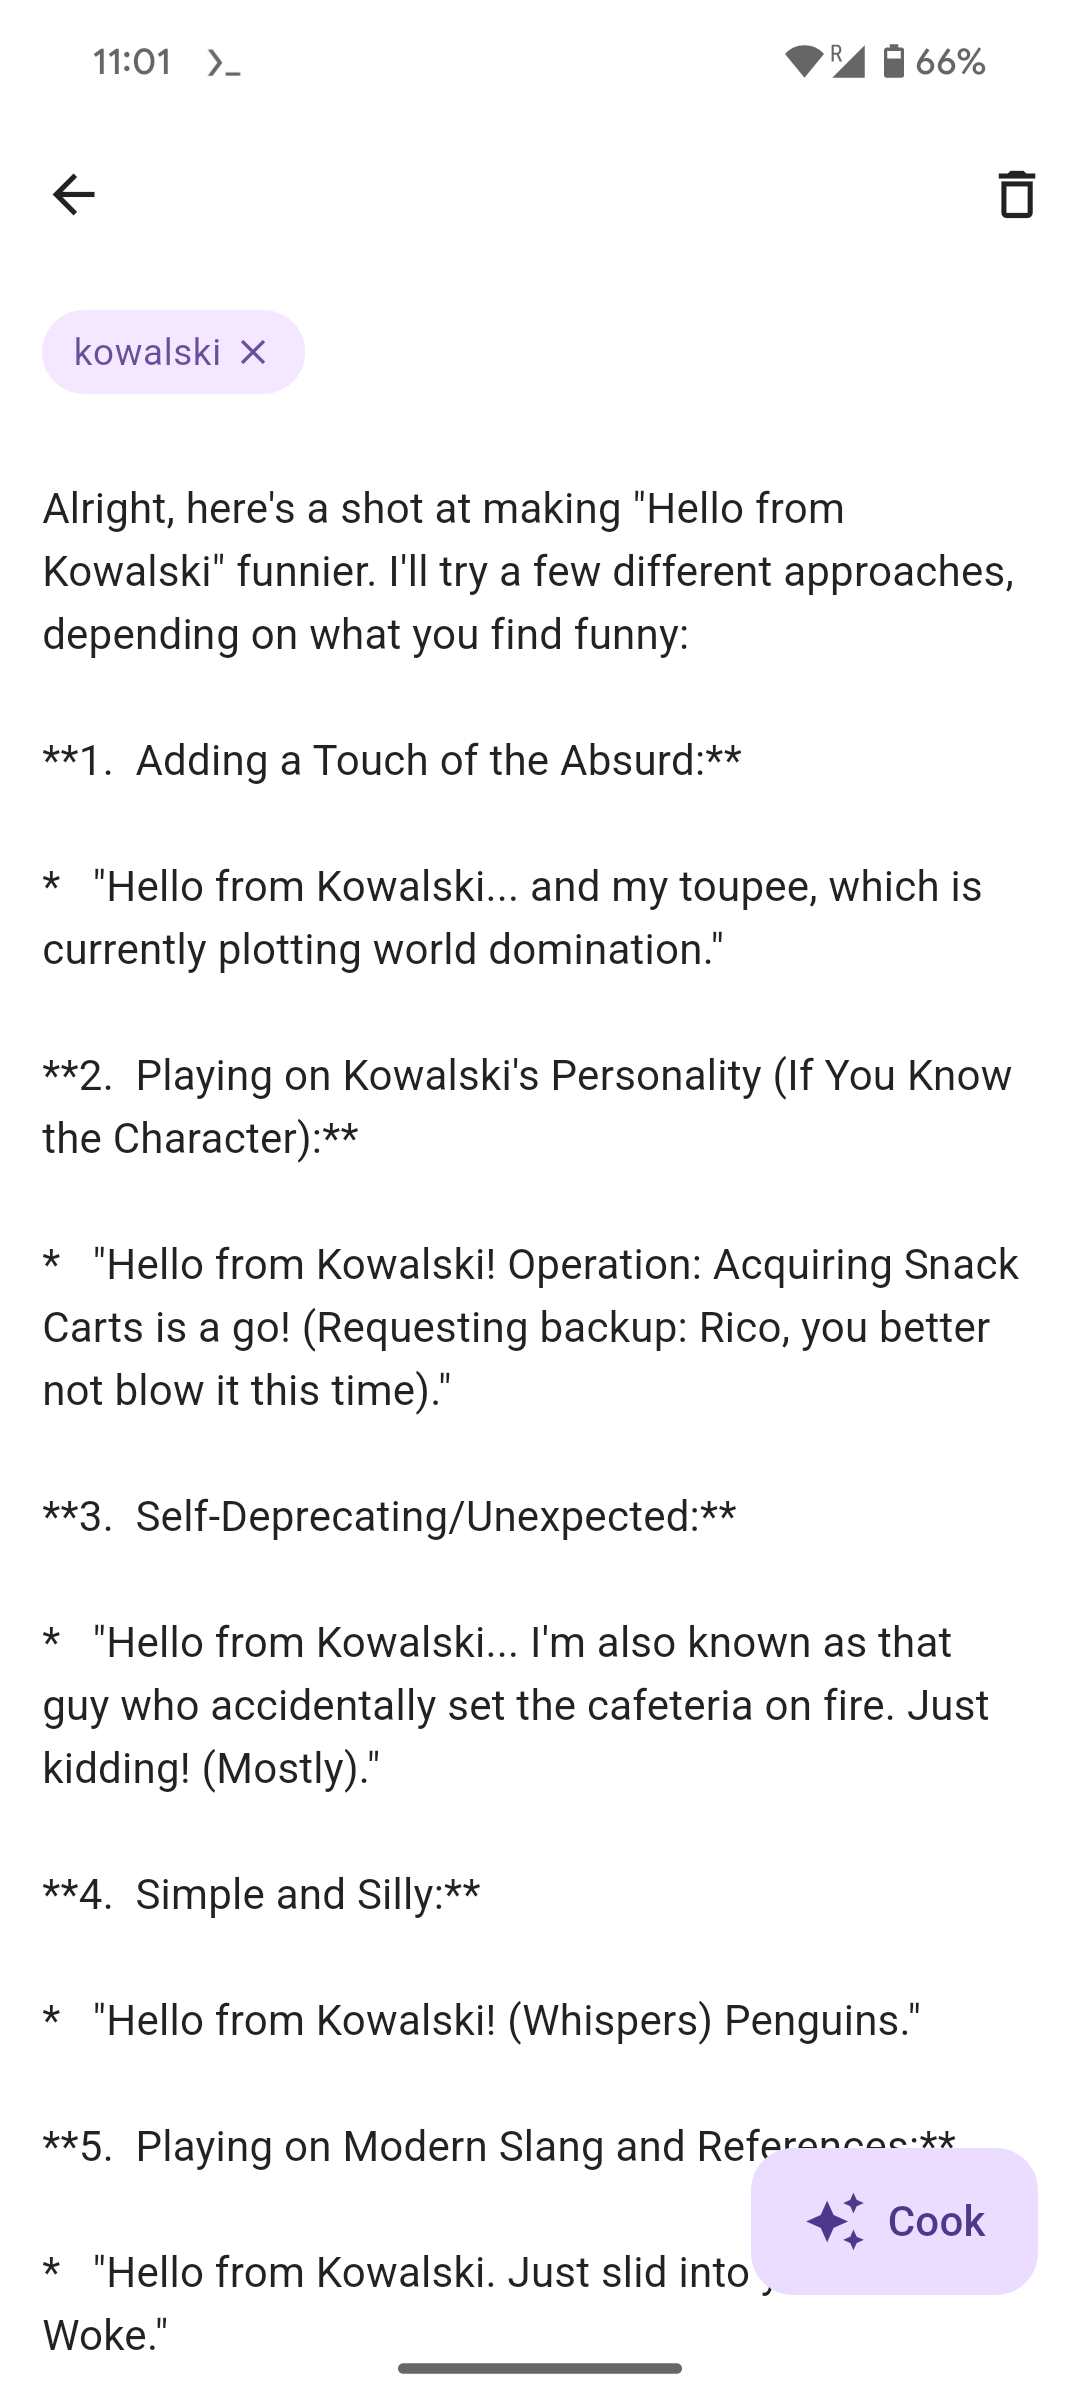 11:01
R
66%
kowalski
Alright, here's a shot at making "Hello from
Kowalski" funnier. I'll try a few different approaches,
depending on what you find funny:
**1.  Adding a Touch of the Absurd:**
*   "Hello from Kowalski... and my toupee, which is
currently plotting world domination."
**2.  Playing on Kowalski's Personality (If You Know
the Character):**
*   "Hello from Kowalski! Operation: Acquiring Snack
Carts is a go! (Requesting backup: Rico, you better
not blow it this time)."
**3.  Self-Deprecating/Unexpected:**
*   "Hello from Kowalski... I'm also known as that
guy who accidentally set the cafeteria on fire. Just
kidding! (Mostly)."
**4.  Simple and Silly:**
*   "Hello from Kowalski! (Whispers) Penguins."
**5.  Playing on Modern Slang and References:**
Cook
*   "Hello from Kowalski. Just slid into
Woke."